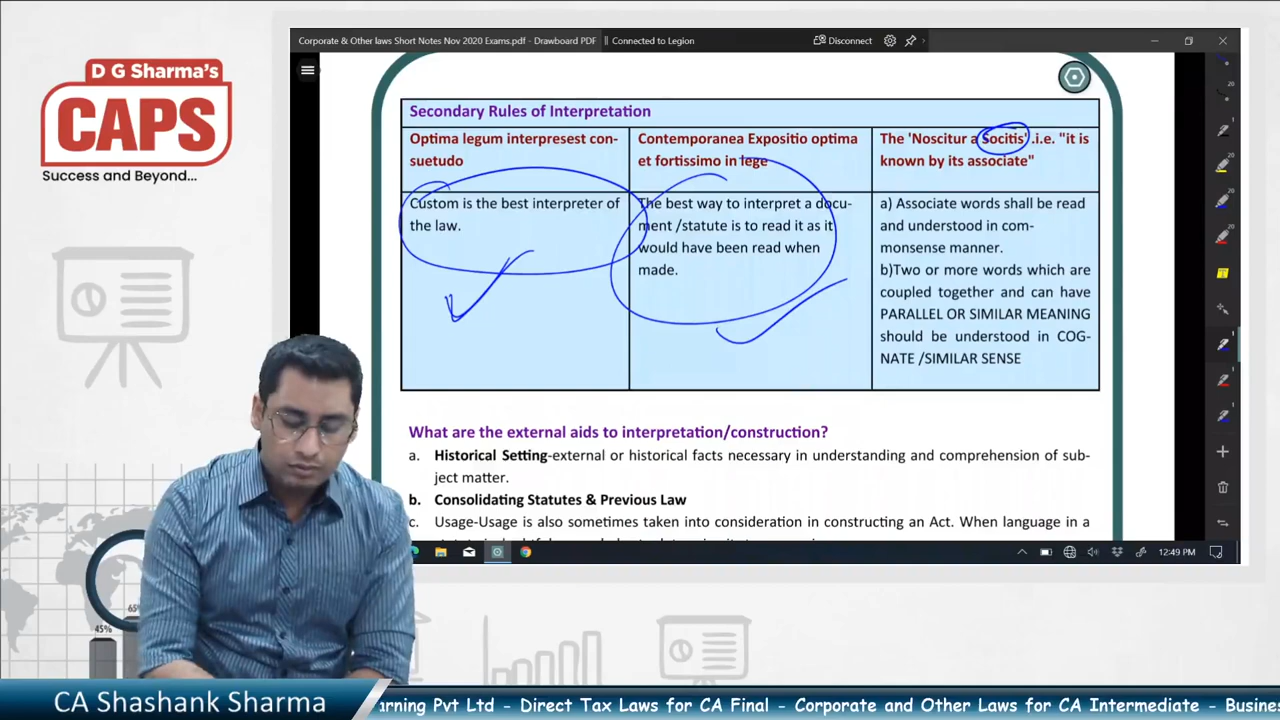 D G Sharma's
CAPS
Success and Beyond...
Corporate & Other laws Short Notes Nov 2020 Exams.pdf - Drawboard PDF
Connected to Legion
Disconnect
Secondary Rules of Interpretation
Optima legum interpresest con-
suetudo
Custom is the best interpreter of
the law.
Contemporanea Expositio optima
et fortissimo in lege
The best way to interpret a docu-
ment /statute is to read it as it
would have been read when
made.
The 'Noscitur a Socitis' .i.e. "it is
known by its associate"
a) Associate words shall be read
and understood in com-
monsense manner.
b)Two or more words which are
coupled together and can have
PARALLEL OR SIMILAR MEANING
should be understood in COG-
NATE /SIMILAR SENSE
What are the external aids to interpretation/construction?
a. Historical Setting-external or historical facts necessary in understanding and comprehension of sub-
ject matter.
b. Consolidating Statutes & Previous Law
c. Usage-Usage is also sometimes taken into consideration in constructing an Act. When language in a
12:49 PM
45%
CA Shashank Sharma
arning Pvt Ltd - Direct Tax Laws for CA Final - Corporate and Other Laws for CA Intermediate - Busine